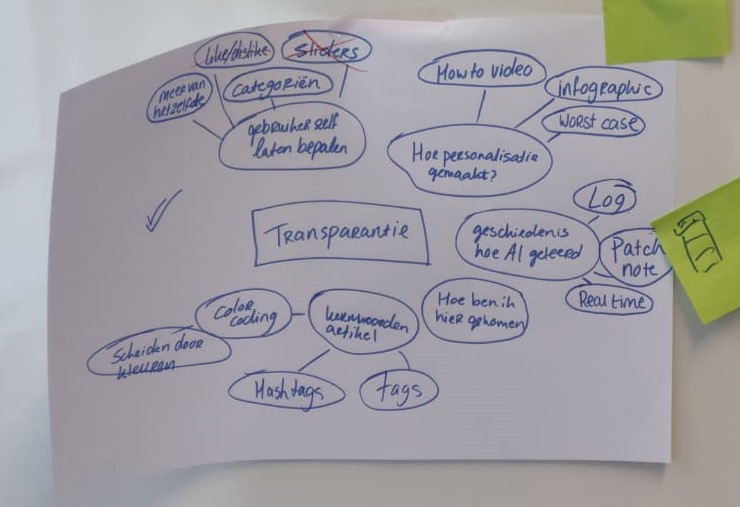 Like/dislike
Sliders
Meer van
hetzelfde
Categoriën
gebruiker zelf
laten bepalen
How to video
infographic
Worst case
Hoe personalisatie
gemaakt?
Transparantie
Log
geschiedenis
hoe AI geleerd
Patch
note
Real time
Color
coding
Scheiden door
kleuren
kernwoorden
artikel
Hoe ben ik
hier gekomen
Hashtags
Tags